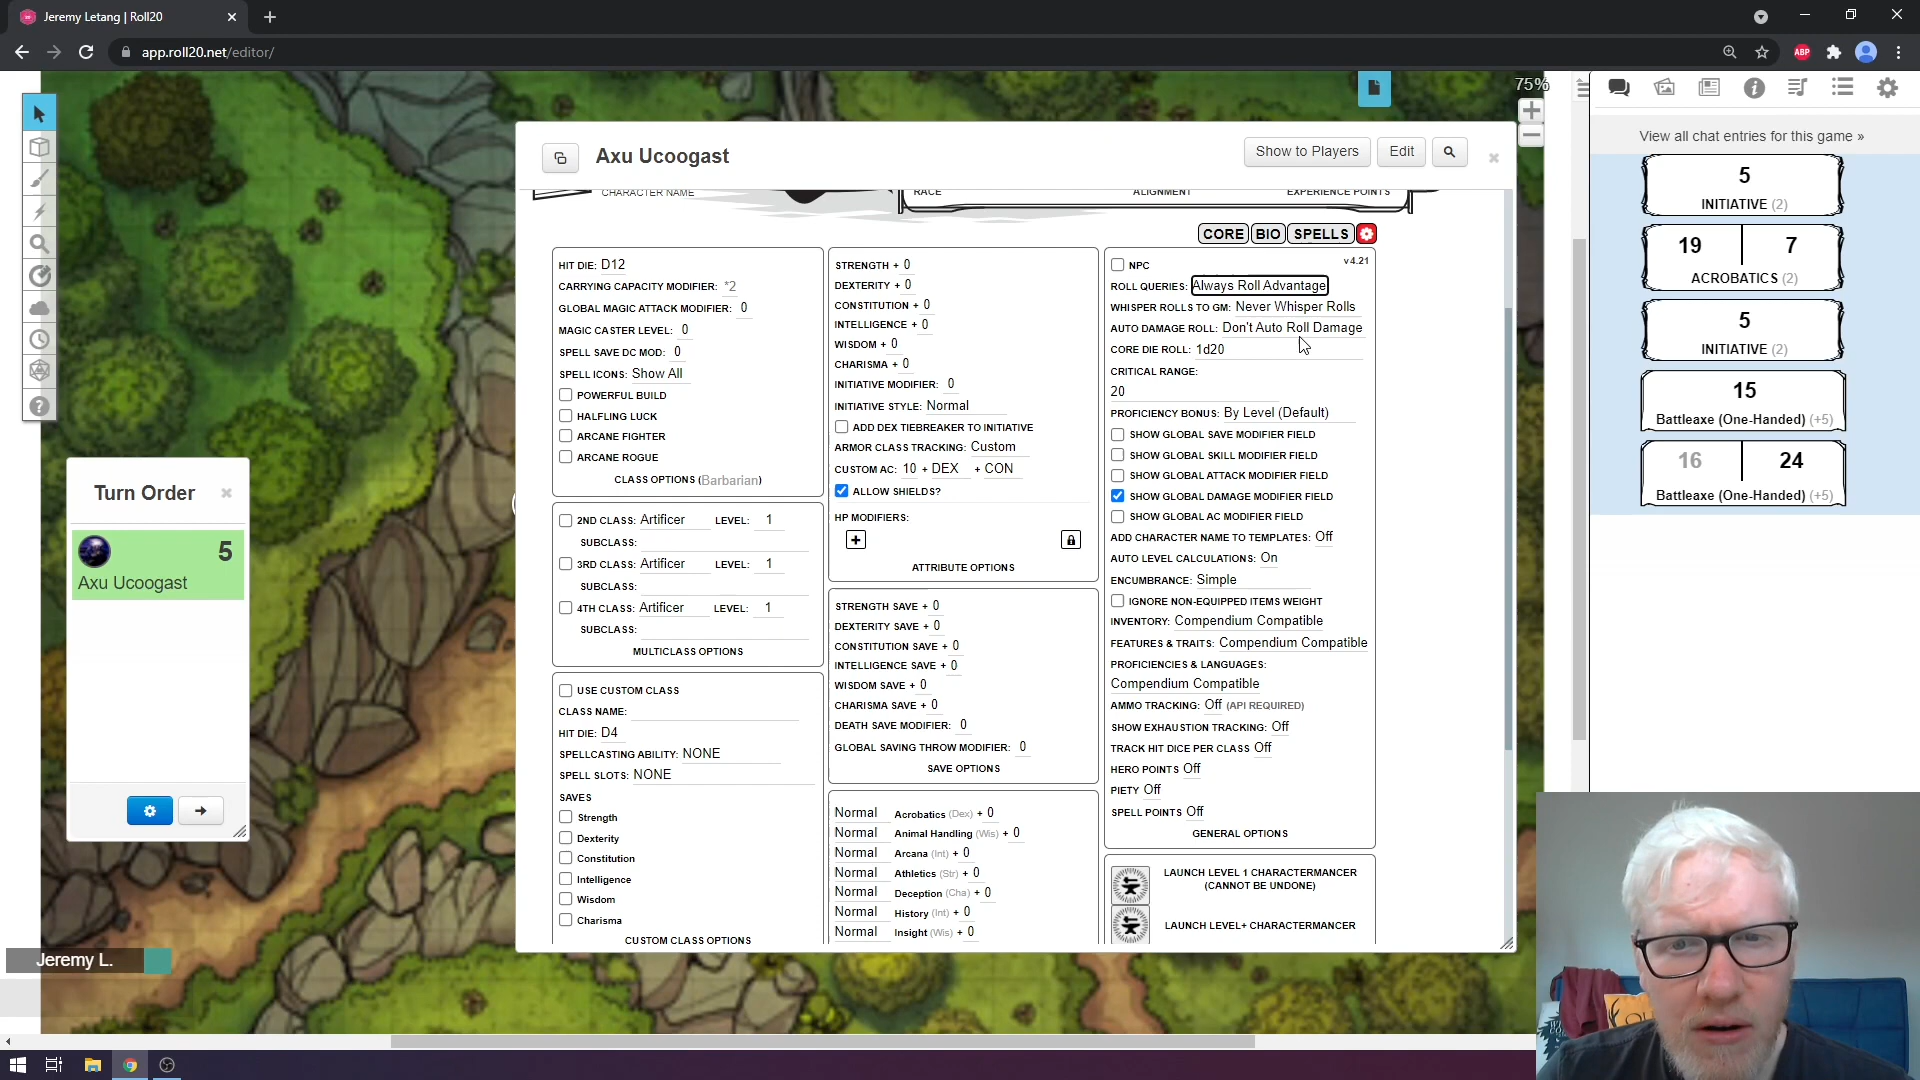 Jeremy Letang | Roll20
app.roll20.net/editor/
ABP
75%
Axu Ucoogast
Show to Players
Edit
CHARACTER NAME
RACE
ALIGNMENT
EXPERIENCE POINTS
CORE
BIO
SPELLS
HIT DIE: D12
CARRYING CAPACITY MODIFIER: *2
GLOBAL MAGIC ATTACK MODIFIER: 0
MAGIC CASTER LEVEL: 0
SPELL SAVE DC MOD: 0
SPELL ICONS: Show All
POWERFUL BUILD
HALFLING LUCK
ARCANE FIGHTER
ARCANE ROGUE
CLASS OPTIONS (Barbarian)
2ND CLASS: Artificer LEVEL: 1
SUBCLASS:
3RD CLASS: Artificer LEVEL: 1
SUBCLASS:
4TH CLASS: Artificer LEVEL: 1
SUBCLASS:
MULTICLASS OPTIONS
USE CUSTOM CLASS
CLASS NAME:
HIT DIE: D4
SPELLCASTING ABILITY: NONE
SPELL SLOTS: NONE
SAVES
Strength
Dexterity
Constitution
Intelligence
Wisdom
Charisma
CUSTOM CLASS OPTIONS
STRENGTH + 0
DEXTERITY + 0
CONSTITUTION + 0
INTELLIGENCE + 0
WISDOM + 0
CHARISMA + 0
INITIATIVE MODIFIER: 0
INITIATIVE STYLE: Normal
ADD DEX TIEBREAKER TO INITIATIVE
ARMOR CLASS TRACKING: Custom
CUSTOM AC: 10 + DEX + CON
ALLOW SHIELDS?
HP MODIFIERS:
+
ATTRIBUTE OPTIONS
STRENGTH SAVE + 0
DEXTERITY SAVE + 0
CONSTITUTION SAVE + 0
INTELLIGENCE SAVE + 0
WISDOM SAVE + 0
CHARISMA SAVE + 0
DEATH SAVE MODIFIER: 0
GLOBAL SAVING THROW MODIFIER: 0
SAVE OPTIONS
Normal Acrobatics (Dex) + 0
Normal Animal Handling (Wis) + 0
Normal Arcana (Int) + 0
Normal Athletics (Str) + 0
Normal Deception (Cha) + 0
Normal History (Int) + 0
Normal Insight (Wis) + 0
NPC
v4.21
ROLL QUERIES: Always Roll Advantage
WHISPER ROLLS TO GM: Never Whisper Rolls
AUTO DAMAGE ROLL: Don't Auto Roll Damage
CORE DIE ROLL: 1d20
CRITICAL RANGE:
20
PROFICIENCY BONUS: By Level (Default)
SHOW GLOBAL SAVE MODIFIER FIELD
SHOW GLOBAL SKILL MODIFIER FIELD
SHOW GLOBAL ATTACK MODIFIER FIELD
SHOW GLOBAL DAMAGE MODIFIER FIELD
SHOW GLOBAL AC MODIFIER FIELD
ADD CHARACTER NAME TO TEMPLATES: Off
AUTO LEVEL CALCULATIONS: On
ENCUMBRANCE: Simple
IGNORE NON-EQUIPPED ITEMS WEIGHT
INVENTORY: Compendium Compatible
FEATURES & TRAITS: Compendium Compatible
PROFICIENCIES & LANGUAGES:
Compendium Compatible
AMMO TRACKING: Off (API REQUIRED)
SHOW EXHAUSTION TRACKING: Off
TRACK HIT DICE PER CLASS Off
HERO POINTS Off
PIETY Off
SPELL POINTS Off
GENERAL OPTIONS
LAUNCH LEVEL 1 CHARACTERMANCER
(CANNOT BE UNDONE)
LAUNCH LEVEL+ CHARACTERMANCER
Turn Order
5
Axu Ucoogast
Jeremy L.
View all chat entries for this game »
5
INITIATIVE (2)
19 7
ACROBATICS (2)
5
INITIATIVE (2)
15
Battleaxe (One-Handed) (+5)
16 24
Battleaxe (One-Handed) (+5)